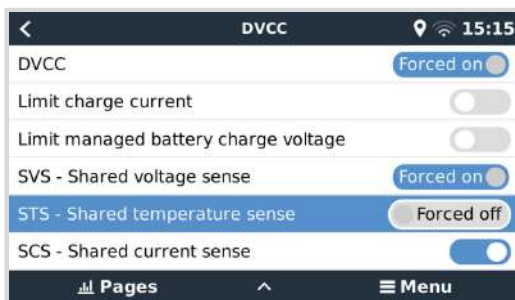 DVCC 15:15
DVCC Forced on
Limit charge current
Limit managed battery charge voltage
SVS - Shared voltage sense Forced on
STS - Shared temperature sense Forced off
SCS - Shared current sense
Pages Menu